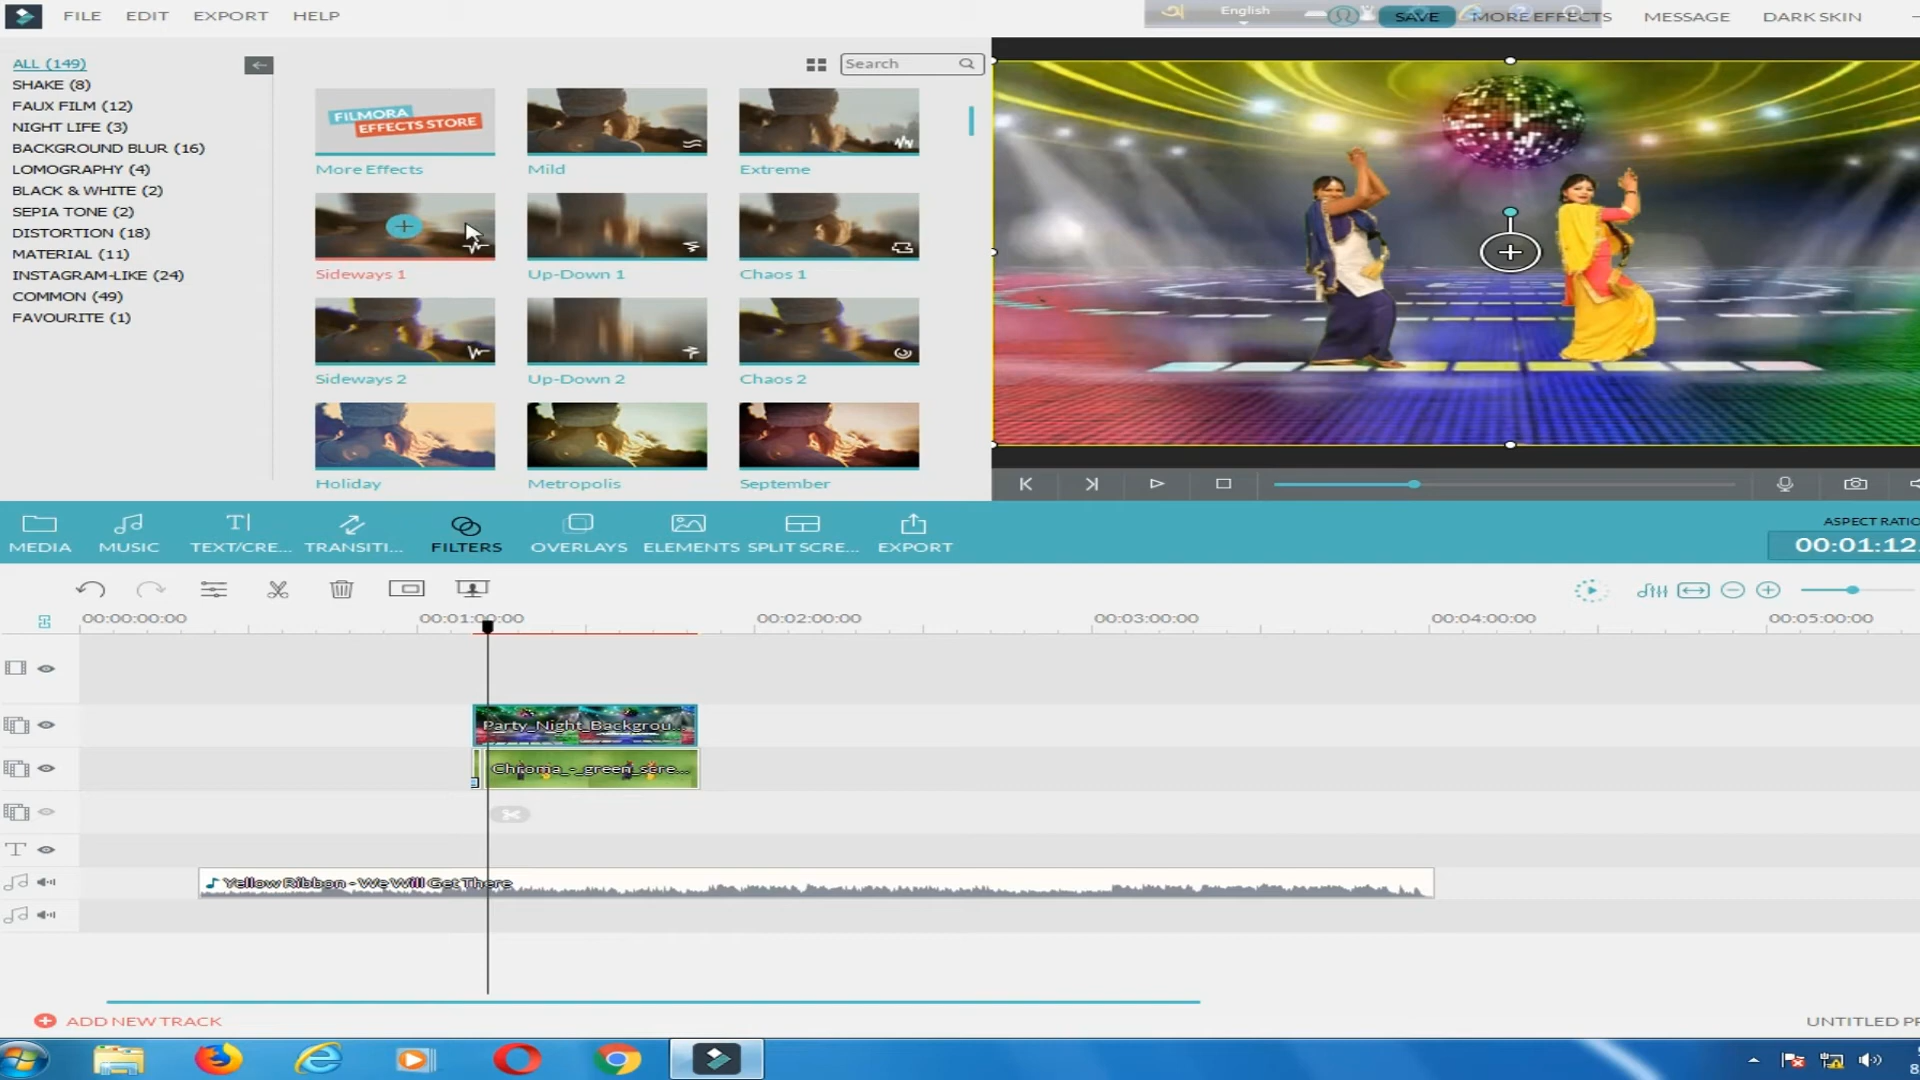 FILE EDIT EXPORT HELP
English
SAVE MORE EFFECTS MESSAGE DARK SKIN
ALL (149)
SHAKE (8)
FAUX FILM (12)
NIGHT LIFE (3)
BACKGROUND BLUR (16)
LOMOGRAPHY (4)
BLACK & WHITE (2)
SEPIA TONE (2)
DISTORTION (18)
MATERIAL (11)
INSTAGRAM-LIKE (24)
COMMON (49)
FAVOURITE (1)
Search
FILMORA
EFFECTS STORE
More Effects Mild Extreme
Sideways 1 Up-Down 1 Chaos 1
Sideways 2 Up-Down 2 Chaos 2
Holiday Metropolis September
MEDIA MUSIC TEXT/CRE... TRANSITI... FILTERS OVERLAYS ELEMENTS SPLIT SCRE... EXPORT
ASPECT RATIO
00:01:12.
00:00:00:00 00:01:00:00 00:02:00:00 00:03:00:00 00:04:00:00 00:05:00:00
Party_Night_Backgrou...
Chroma_-_green_scre...
Yellow Ribbon - We Will Get There
ADD NEW TRACK
UNTITLED PR